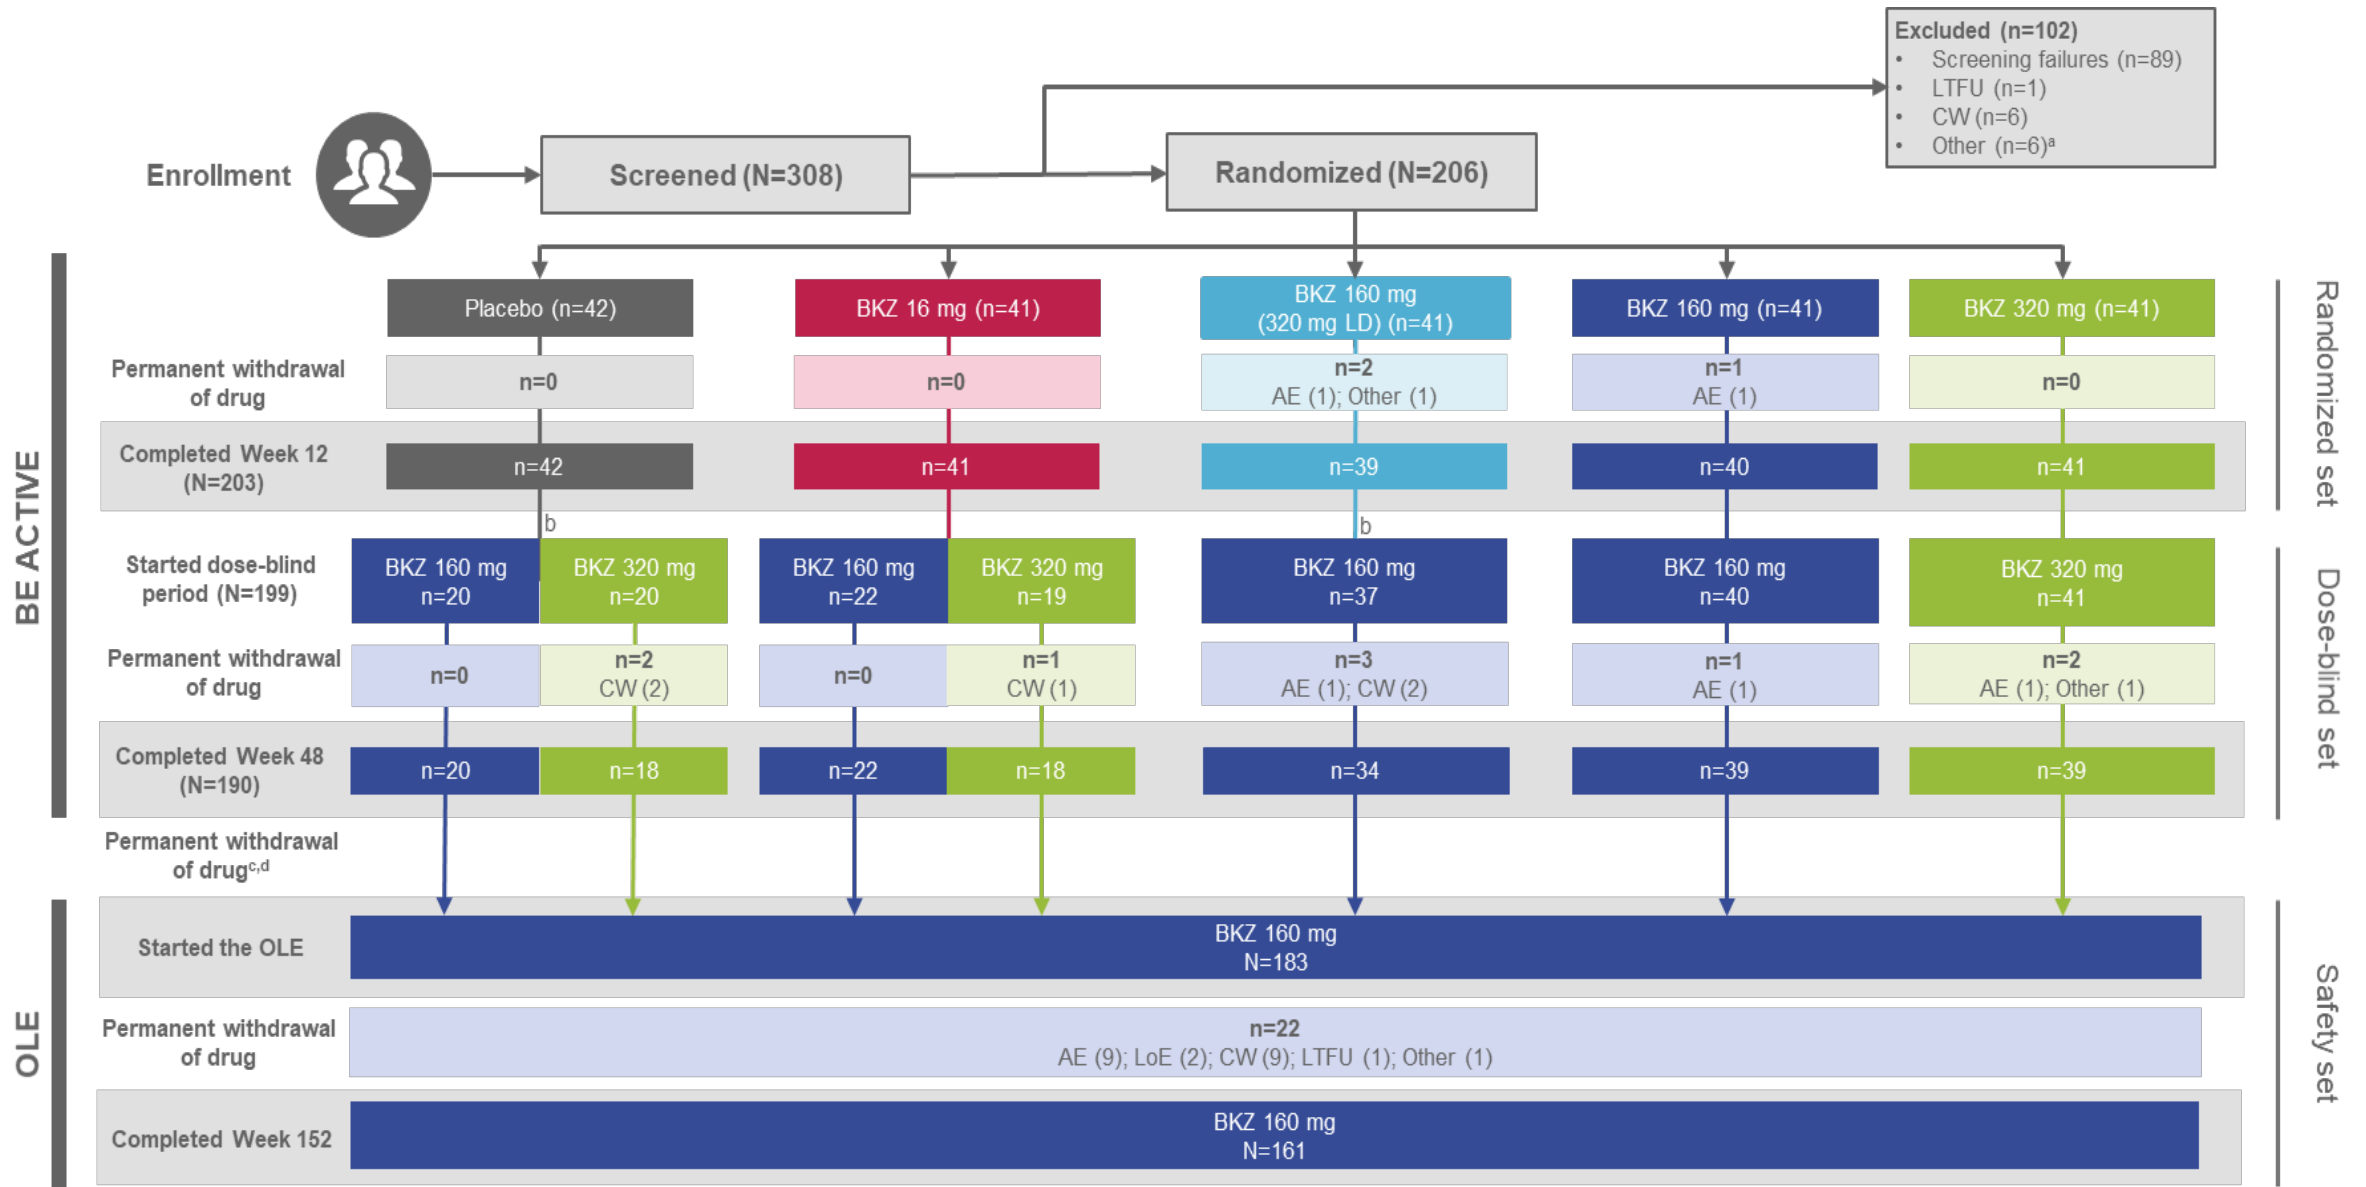 Excluded (n=102)
• Screening failures (n=89)
• LTFU (n=1)
• CW (n=6)
• Other (n=6)a
Enrollment
Screened (N=308)
Randomized (N=206)
BE ACTIVE
Randomized set
Placebo (n=42)
BKZ 16 mg (n=41)
BKZ 160 mg
(320 mg LD) (n=41)
BKZ 160 mg (n=41)
BKZ 320 mg (n=41)
Permanent withdrawal
of drug
n=0
n=0
n=2
AE (1); Other (1)
n=1
AE (1)
n=0
Completed Week 12
(N=203)
n=42
n=41
n=39
n=40
n=41
b
b
Dose-blind set
Started dose-blind
period (N=199)
BKZ 160 mg
n=20
BKZ 320 mg
n=20
BKZ 160 mg
n=22
BKZ 320 mg
n=19
BKZ 160 mg
n=37
BKZ 160 mg
n=40
BKZ 320 mg
n=41
Permanent withdrawal
of drug
n=0
n=2
CW (2)
n=0
n=1
CW (1)
n=3
AE (1); CW (2)
n=1
AE (1)
n=2
AE (1); Other (1)
Completed Week 48
(N=190)
n=20
n=18
n=22
n=18
n=34
n=39
n=39
Permanent withdrawal
of drugc,d
OLE
Safety set
Started the OLE
BKZ 160 mg
N=183
Permanent withdrawal
of drug
n=22
AE (9); LoE (2); CW (9); LTFU (1); Other (1)
Completed Week 152
BKZ 160 mg
N=161